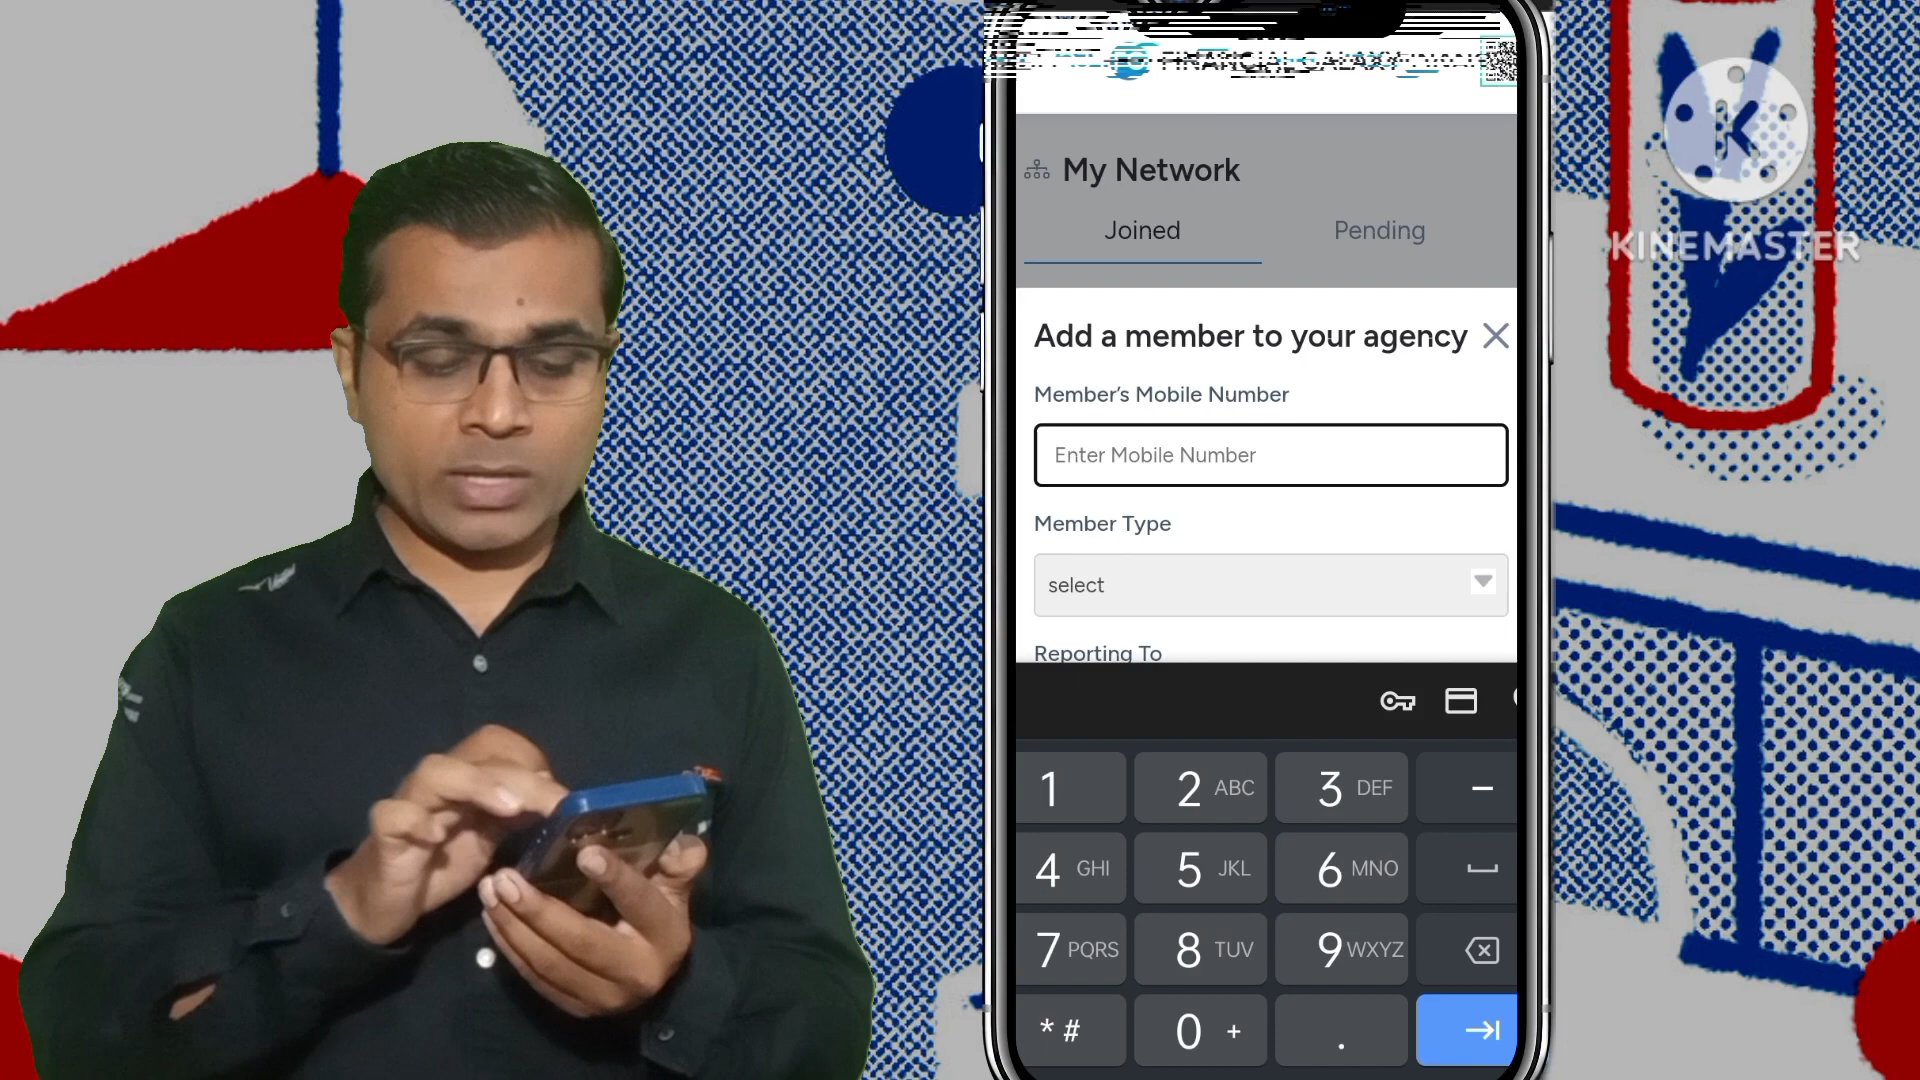 FINANCIAL GALAXY
My Network
Joined
Pending
Add a member to your agency
Member's Mobile Number
Enter Mobile Number
Member Type
select
Reporting To
1
2 ABC
3 DEF
4 GHI
5 JKL
6 MNO
7 PQRS
8 TUV
9 WXYZ
* #
0 +
.
K
KINEMASTER